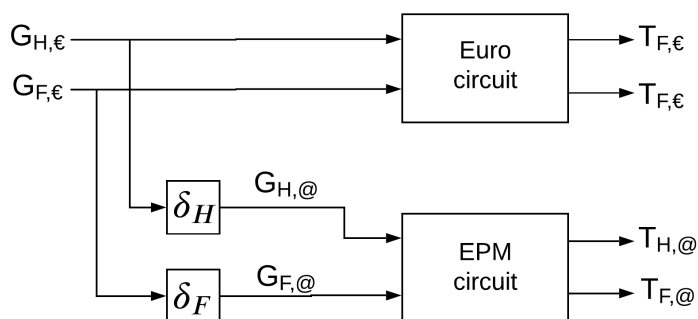 G_{H,€}
T_{F,€}
Euro
circuit
G_{F,€}
T_{F,€}
δ_H
G_{H,@}
EPM
circuit
T_{H,@}
δ_F
G_{F,@}
T_{F,@}